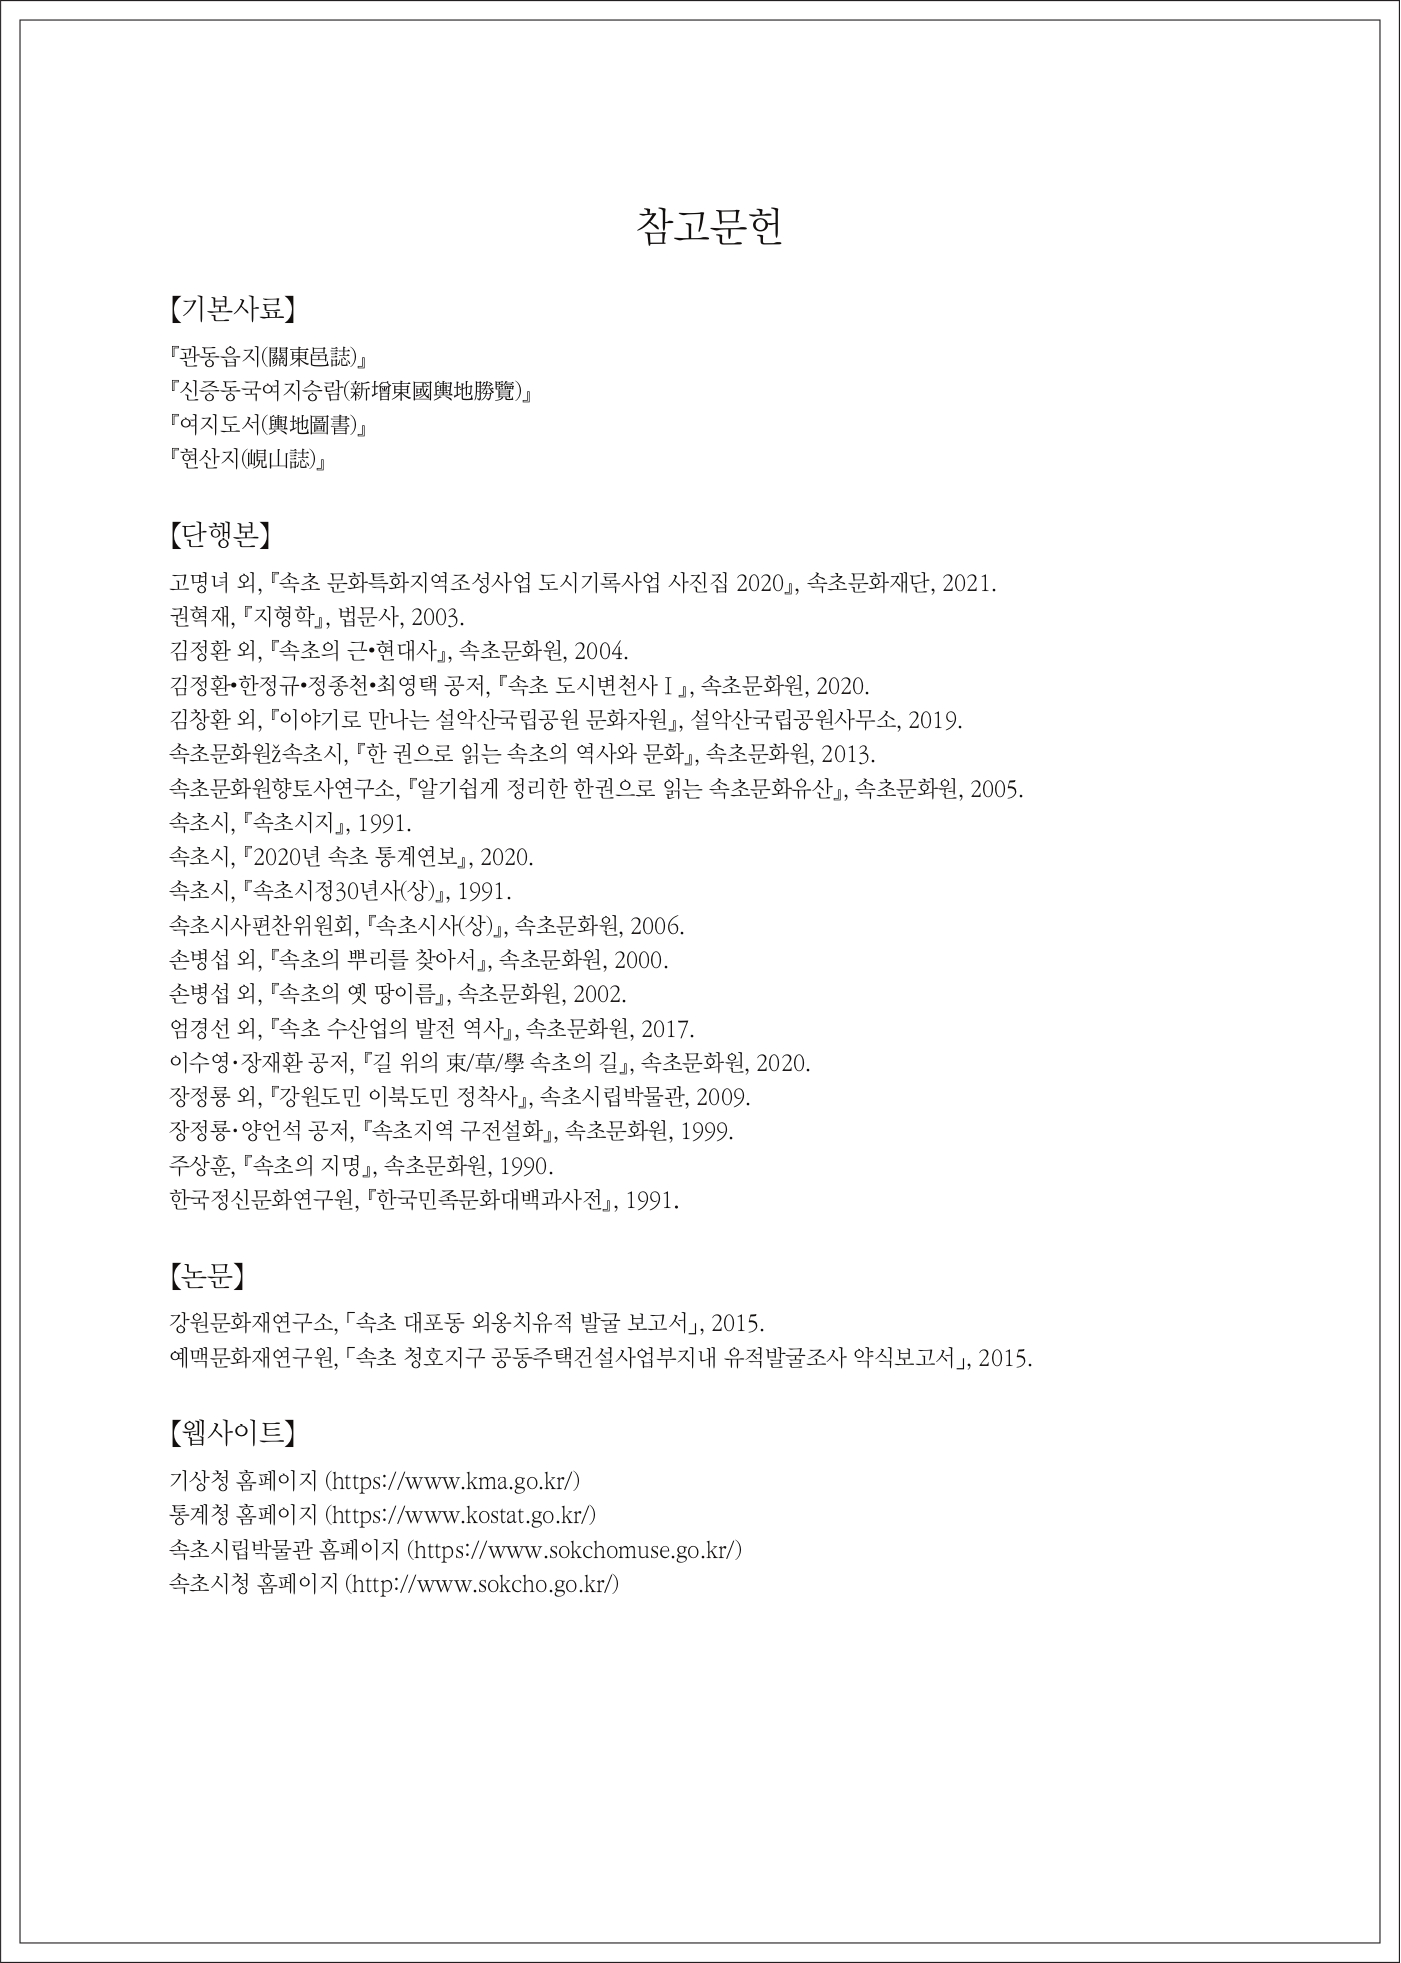 참고문헌
【기본사료】
『관동읍지(關東邑誌)』
『신증동국여지승람(新增東國輿地勝覽)』
『여지도서(輿地圖書)』
『현산지(峴山誌)』
【단행본】
고명녀 외, 『속초 문화특화지역조성사업 도시기록사업 사진집 2020』, 속초문화재단, 2021.
권혁재, 『지형학』, 법문사, 2003.
김정환 외, 『속초의 근•현대사』, 속초문화원, 2004.
김정환•한정규•정종천•최영택 공저, 『속초 도시변천사Ⅰ』, 속초문화원, 2020.
김창환 외, 『이야기로 만나는 설악산국립공원 문화자원』, 설악산국립공원사무소, 2019.
속초문화원ž속초시, 『한 권으로 읽는 속초의 역사와 문화』, 속초문화원, 2013.
속초문화원향토사연구소, 『알기쉽게 정리한 한권으로 읽는 속초문화유산』, 속초문화원, 2005.
속초시, 『속초시지』, 1991.
속초시, 『2020년 속초 통계연보』, 2020.
속초시, 『속초시정30년사(상)』, 1991.
속초시사편찬위원회, 『속초시사(상)』, 속초문화원, 2006.
손병섭 외, 『속초의 뿌리를 찾아서』, 속초문화원, 2000.
손병섭 외, 『속초의 옛 땅이름』, 속초문화원, 2002.
엄경선 외, 『속초 수산업의 발전 역사』, 속초문화원, 2017.
이수영·장재환 공저, 『길 위의 束/草/學 속초의 길』, 속초문화원, 2020.
장정룡 외, 『강원도민 이북도민 정착사』, 속초시립박물관, 2009.
장정룡·양언석 공저, 『속초지역 구전설화』, 속초문화원, 1999.
주상훈, 『속초의 지명』, 속초문화원, 1990.
한국정신문화연구원, 『한국민족문화대백과사전』, 1991.
【논문】
강원문화재연구소, 「속초 대포동 외옹치유적 발굴 보고서」, 2015.
예맥문화재연구원, 「속초 청호지구 공동주택건설사업부지내 유적발굴조사 약식보고서」, 2015.
【웹사이트】
기상청 홈페이지 (https://www.kma.go.kr/)
통계청 홈페이지 (https://www.kostat.go.kr/)
속초시립박물관 홈페이지 (https://www.sokchomuse.go.kr/)
속초시청 홈페이지 (http://www.sokcho.go.kr/)